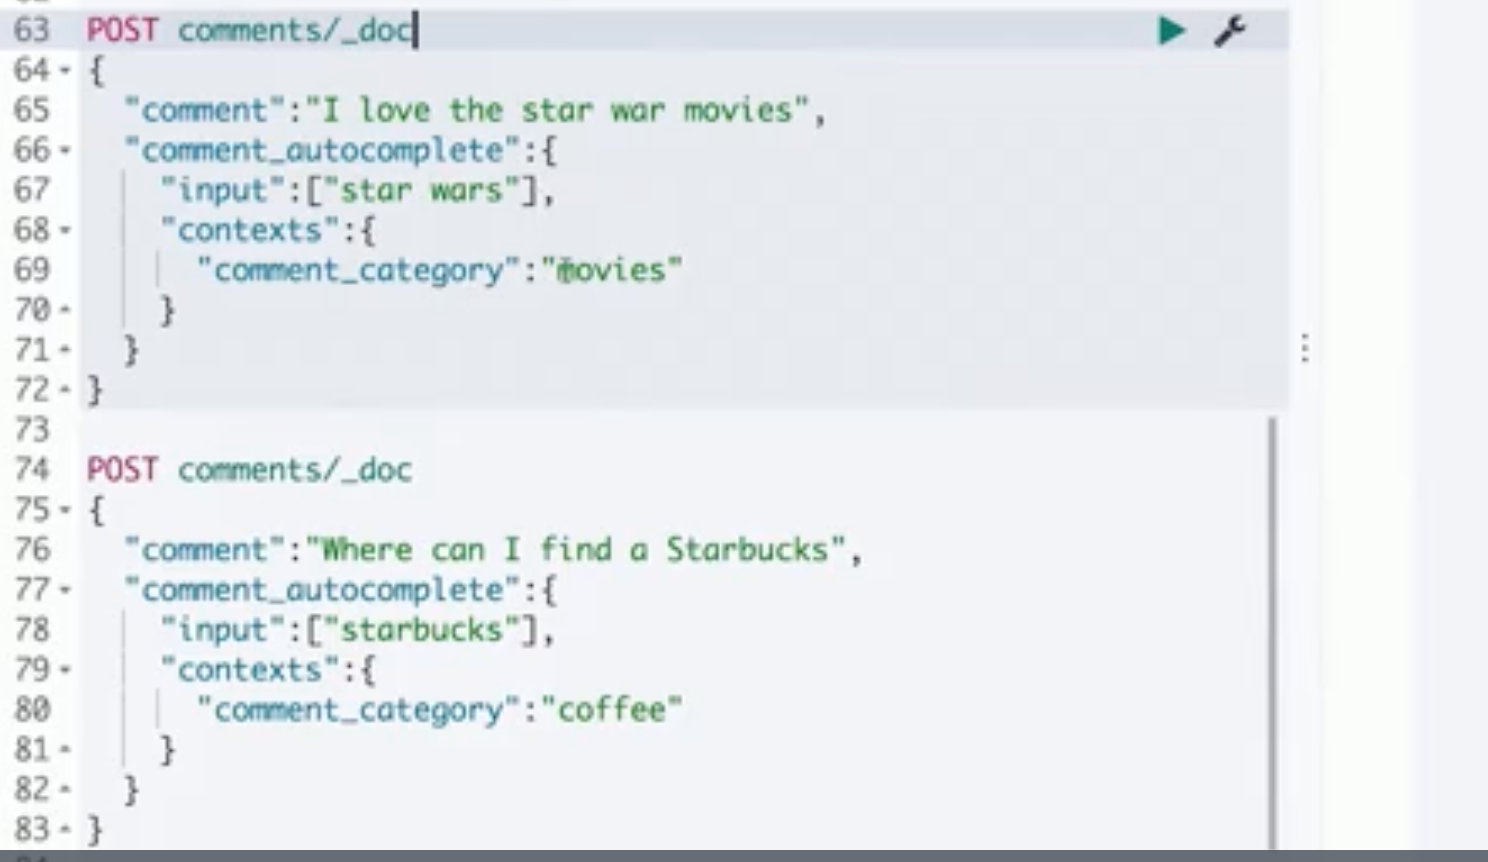 63 POST comments/_doc
64 {
65 "comment":"I love the star war movies",
66 "comment_autocomplete":{
67 "input":["star wars"],
68 "contexts":{
69 "comment_category":"movies"
70 }
71 }
72 }
73
74 POST comments/_doc
75 {
76 "comment":"Where can I find a Starbucks",
77 "comment_autocomplete":{
78 "input":["starbucks"],
79 "contexts":{
80 "comment_category":"coffee"
81 }
82 }
83 }